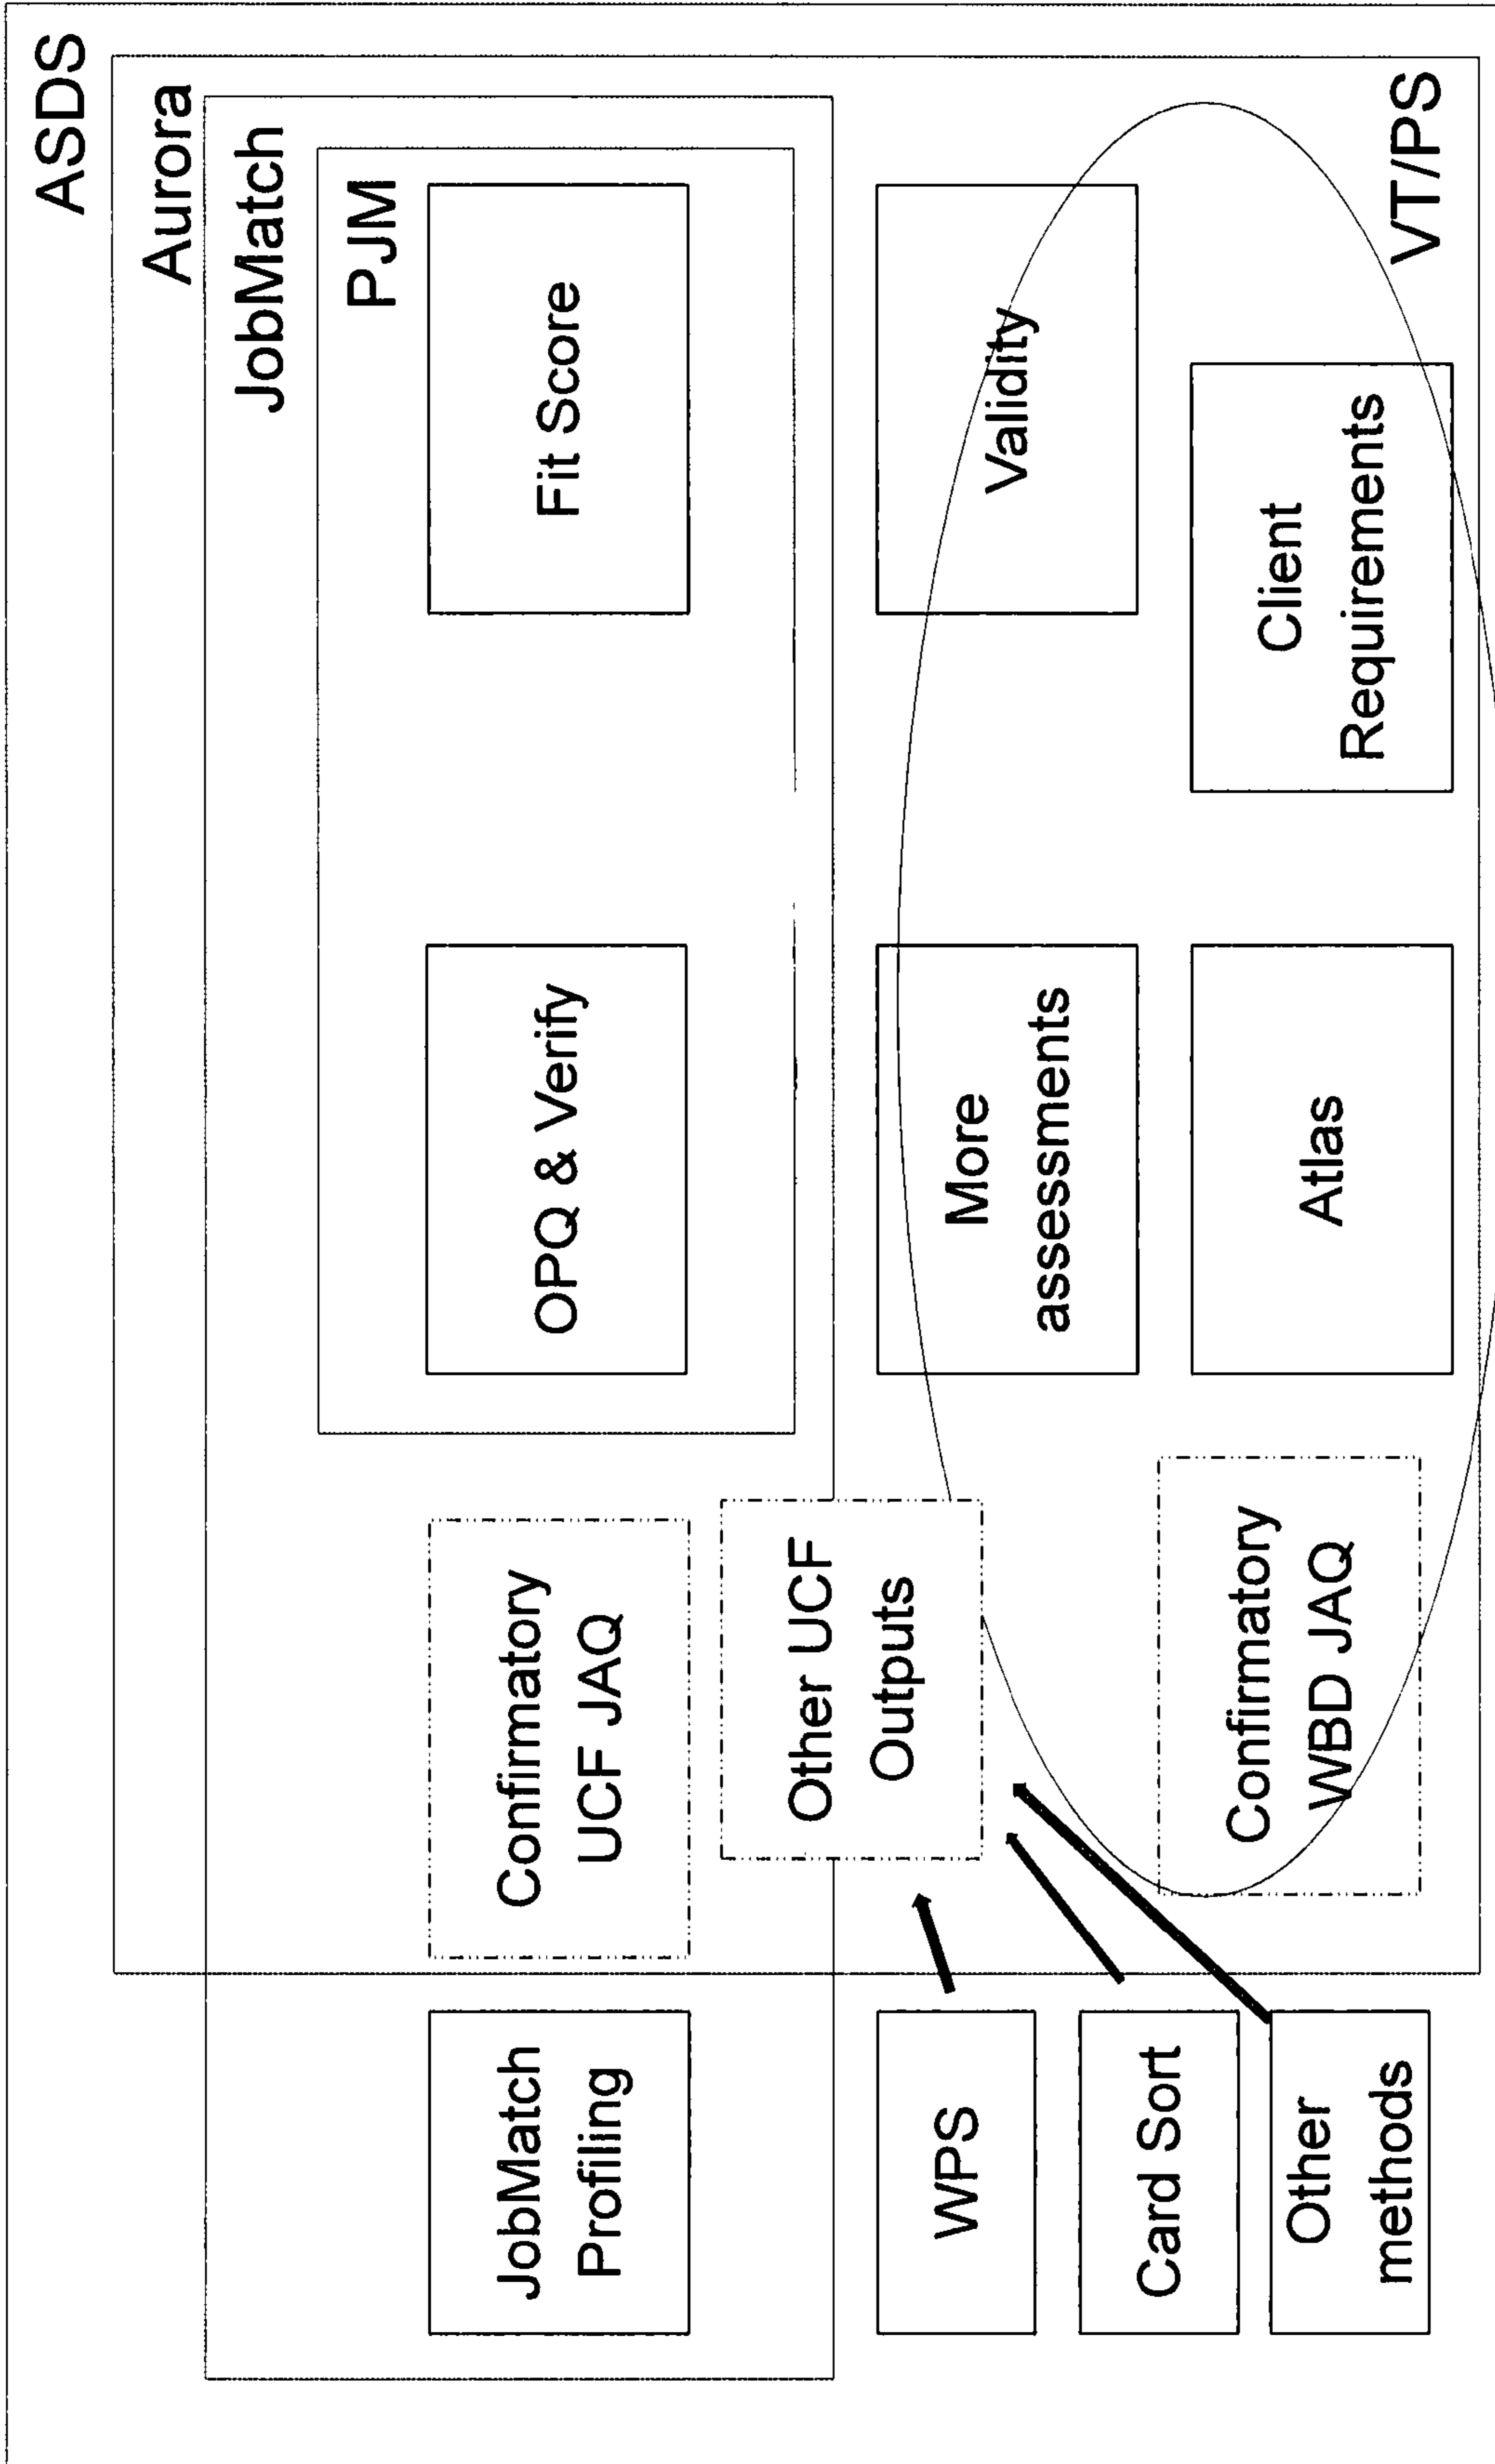 ASDS
Aurora
JobMatch
PJM
JobMatch
Profiling
Confirmatory
UCF JAQ
OPQ & Verify
Fit Score
Other UCF
Outputs
WPS
More
assessments
Validity
Card Sort
Other
methods
Confirmatory
WBD JAQ
Atlas
Client
Requirements
VT/PS